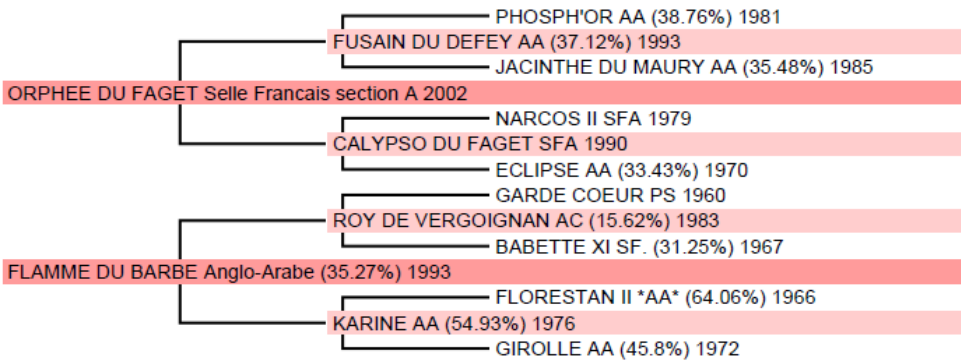 PHOSPH'OR AA (38.76%) 1981
FUSAIN DU DEFEY AA (37.12%) 1993
JACINTHE DU MAURY AA (35.48%) 1985
ORPHEE DU FAGET Selle Francais section A 2002
NARCOS II SFA 1979
CALYPSO DU FAGET SFA 1990
ECLIPSE AA (33.43%) 1970
GARDE COEUR PS 1960
ROY DE VERGOIGNAN AC (15.62%) 1983
BABETTE XI SF. (31.25%) 1967
FLAMME DU BARBE Anglo-Arabe (35.27%) 1993
FLORESTAN II *AA* (64.06%) 1966
KARINE AA (54.93%) 1976
GIROLLE AA (45.8%) 1972